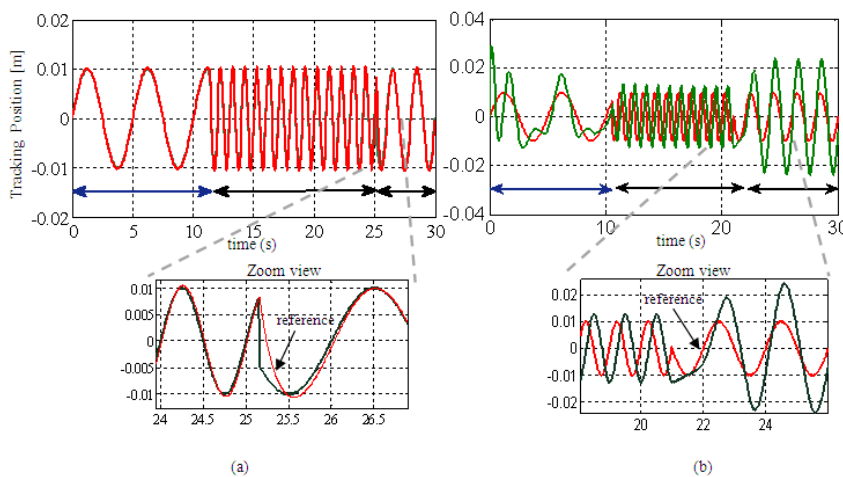 0.02
0.01
0
-0.01
-0.02
Tracking Position [m]
0 5 10 15 20 25 30
time (s)
Zoom view
0.01
0.005
0
-0.005
-0.01
reference
24 24.5 25 25.5 26 26.5
(a)
0.04
0.02
0
-0.02
-0.04
0 10 20 30
time (s)
Zoom view
0.02
0.01
0
-0.01
-0.02
reference
20 22 24
(b)